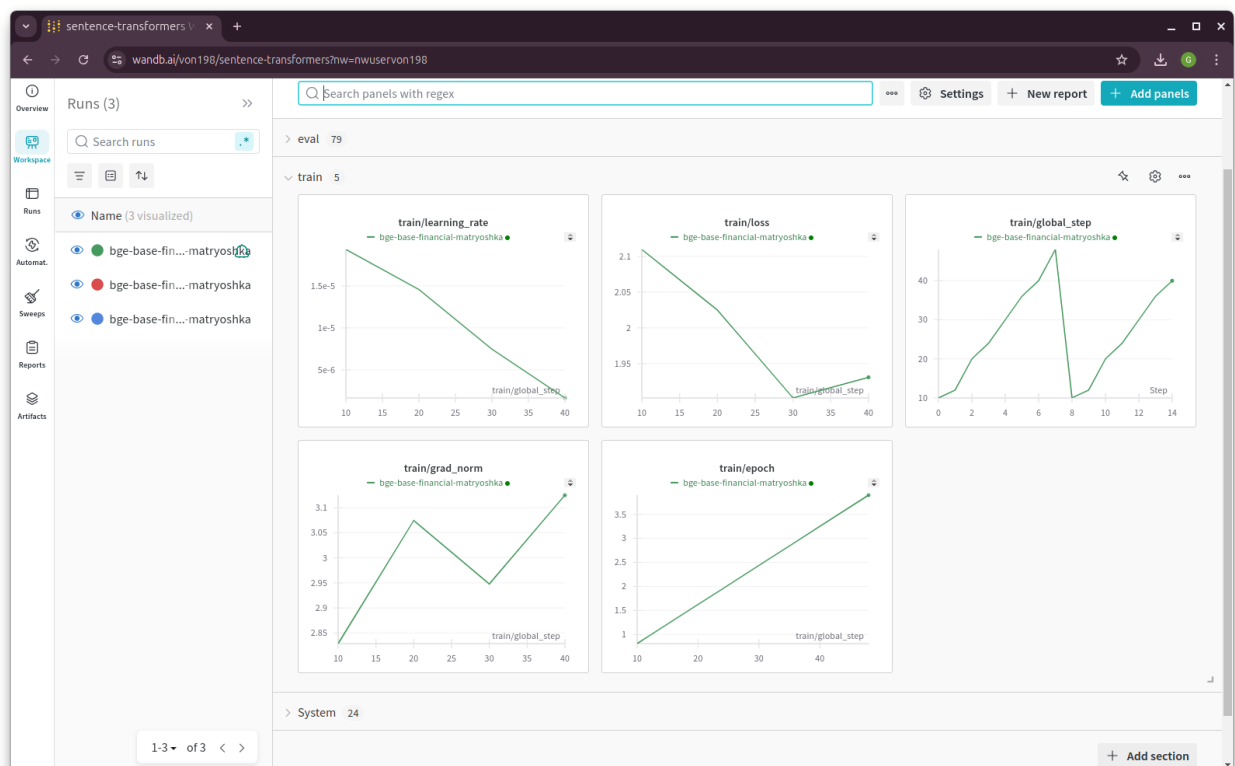 sentence-transformers W
wandb.ai/von198/sentence-transformers?nw=nwuservon198
G
Overview
Workspace
Runs
Automat.
Sweeps
Reports
Artifacts
Runs (3)
Search runs
.*
Name (3 visualized)
bge-base-fin...-matryoshka
bge-base-fin...-matryoshka
bge-base-fin...-matryoshka
1-3 of 3
Search panels with regex
Settings
New report
Add panels
eval 79
train 5
train/learning_rate
bge-base-financial-matryoshka
1.5e-5
1e-5
5e-6
train/global_step
10 15 20 25 30 35 40
train/loss
bge-base-financial-matryoshka
2.1
2.05
2
1.95
train/global_step
10 15 20 25 30 35 40
train/global_step
bge-base-financial-matryoshka
40
30
20
10
Step
0 2 4 6 8 10 12 14
train/grad_norm
bge-base-financial-matryoshka
3.1
3.05
3
2.95
2.9
2.85
train/global_step
10 15 20 25 30 35 40
train/epoch
bge-base-financial-matryoshka
3.5
3
2.5
2
1.5
1
train/global_step
10 20 30 40
System 24
Add section